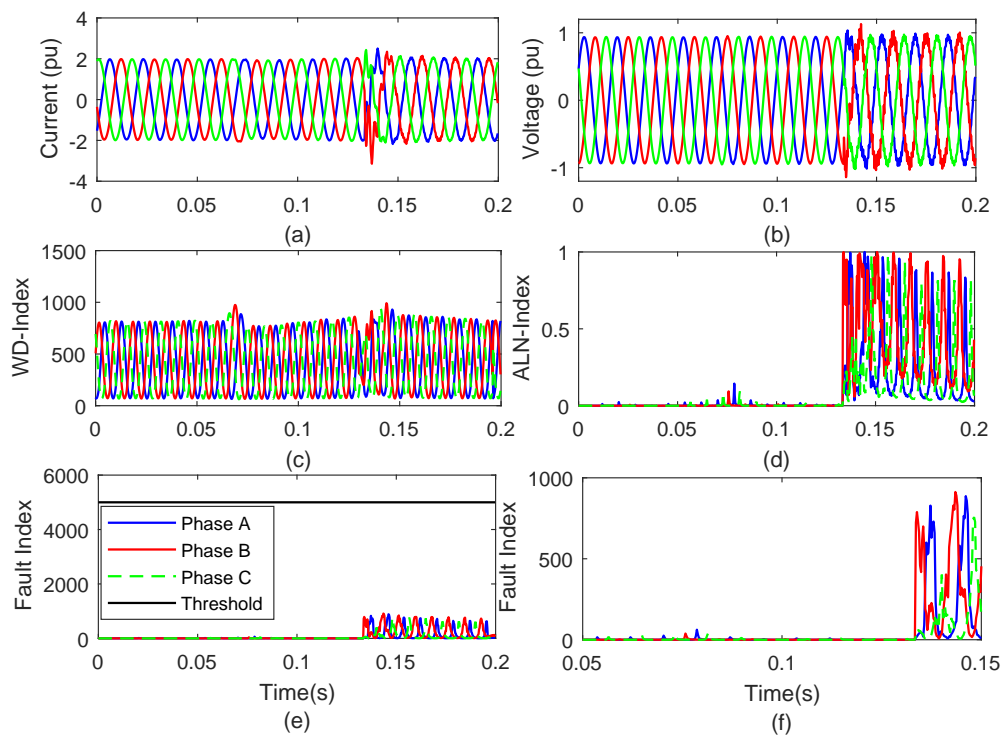 4
2
0
-2
-4
Current (pu)
0 0.05 0.1 0.15 0.2
(a)
1
0
-1
Voltage (pu)
0 0.05 0.1 0.15 0.2
(b)
1500
1000
500
0
WD-Index
0 0.05 0.1 0.15 0.2
(c)
1
0.5
0
ALN-Index
0 0.05 0.1 0.15 0.2
(d)
6000
4000
2000
0
Fault Index
Phase A
Phase B
Phase C
Threshold
0 0.05 0.1 0.15 0.2
Time(s)
(e)
1000
500
0
Fault Index
0.05 0.1 0.15
Time(s)
(f)